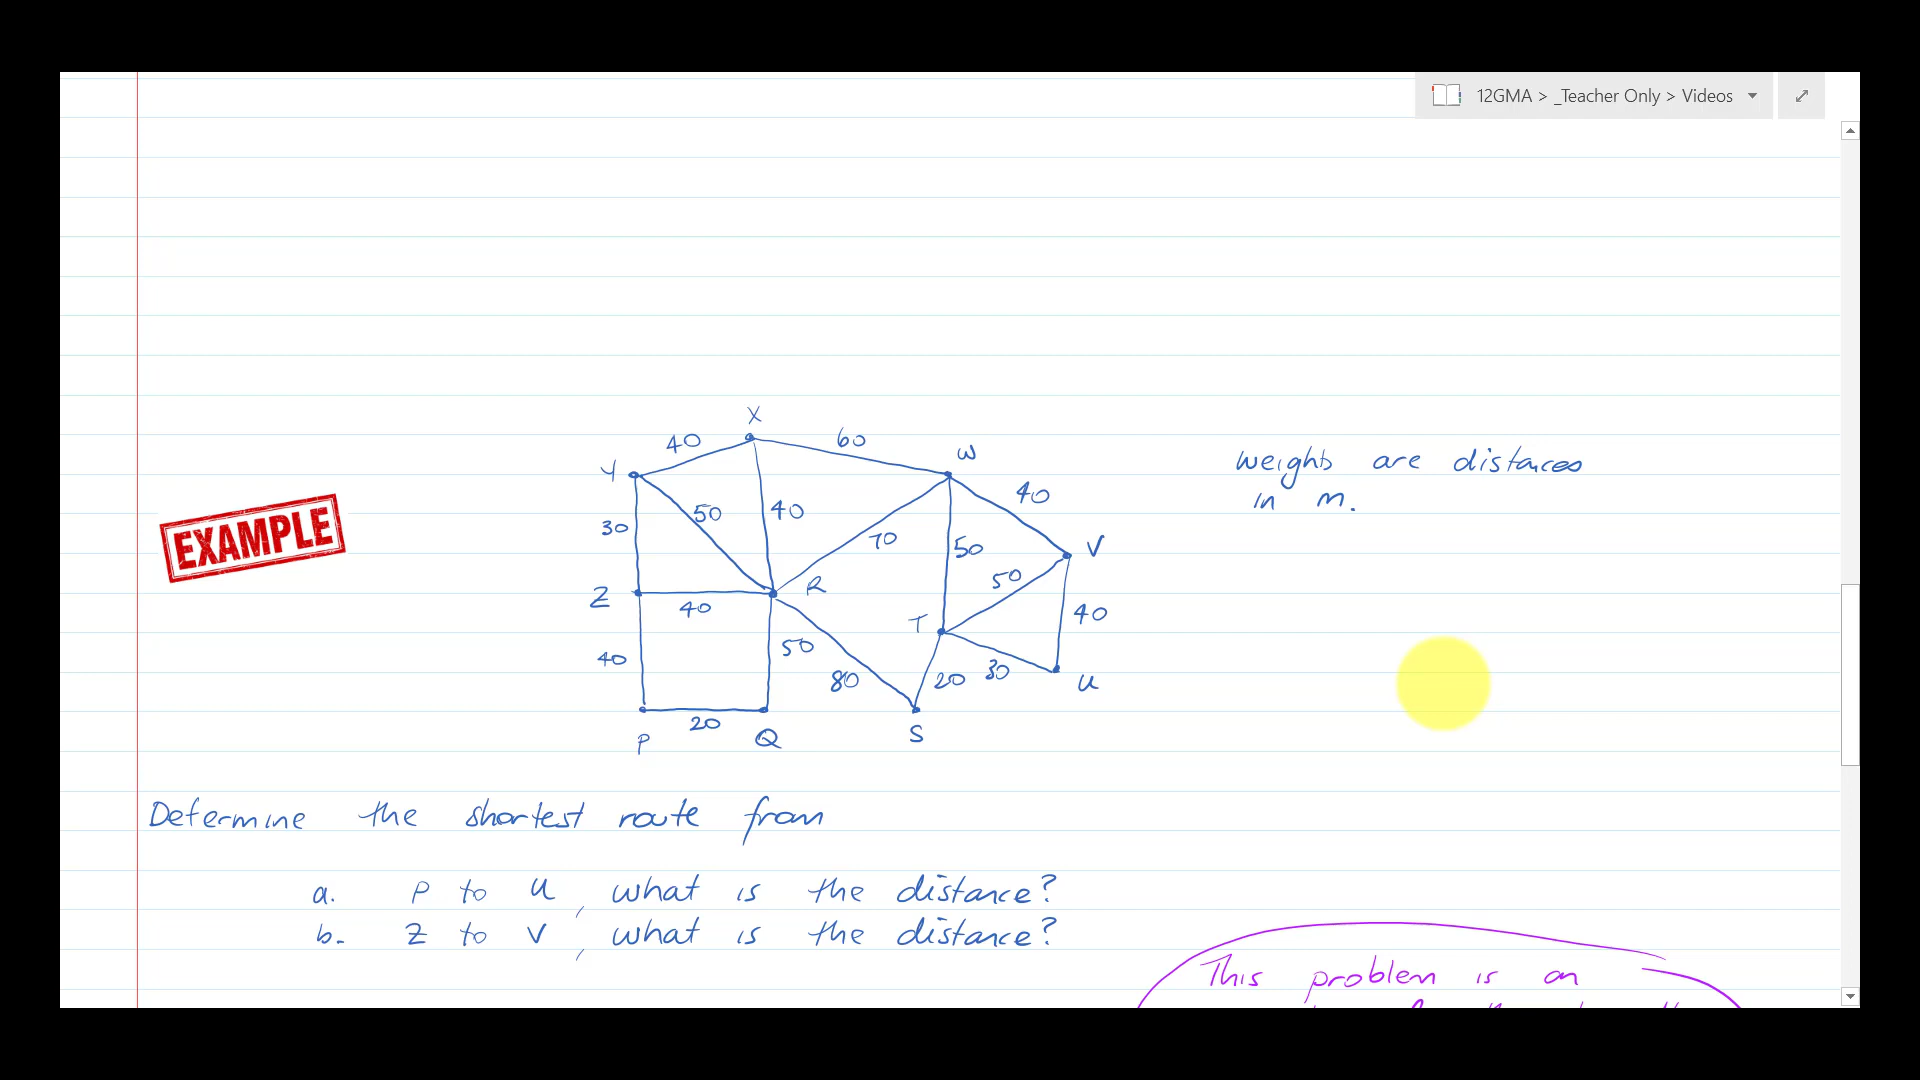 12GMA > _Teacher Only > Videos
X
40
60
Y
W
weights are distances
in m.
40
50
40
30
70
50
V
EXAMPLE
50
Z
R
40
T
40
50
40
80
20
30
U
20
P
Q
S
Determine the shortest route from
a. P to U, what is the distance?
b. Z to V, what is the distance?
This problem is an